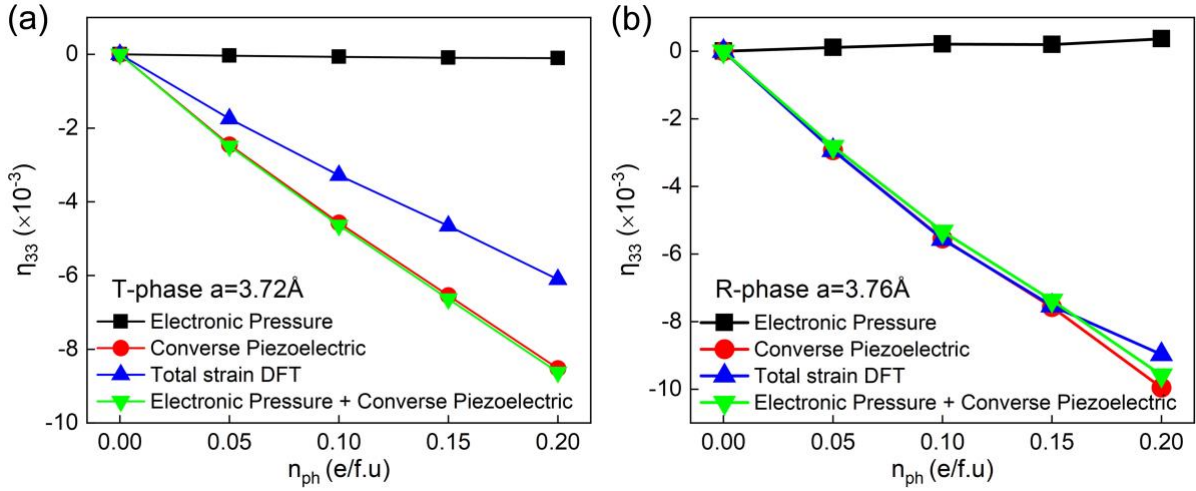 (a)
0
-2
-4
-6
-8
-10
η33 (×10-3)
T-phase a=3.72Å
Electronic Pressure
Converse Piezoelectric
Total strain DFT
Electronic Pressure + Converse Piezoelectric
0.00 0.05 0.10 0.15 0.20
nph (e/f.u)
(b)
0
-2
-4
-6
-8
-10
η33 (×10-3)
R-phase a=3.76Å
Electronic Pressure
Converse Piezoelectric
Total strain DFT
Electronic Pressure + Converse Piezoelectric
0.00 0.05 0.10 0.15 0.20
nph (e/f.u)